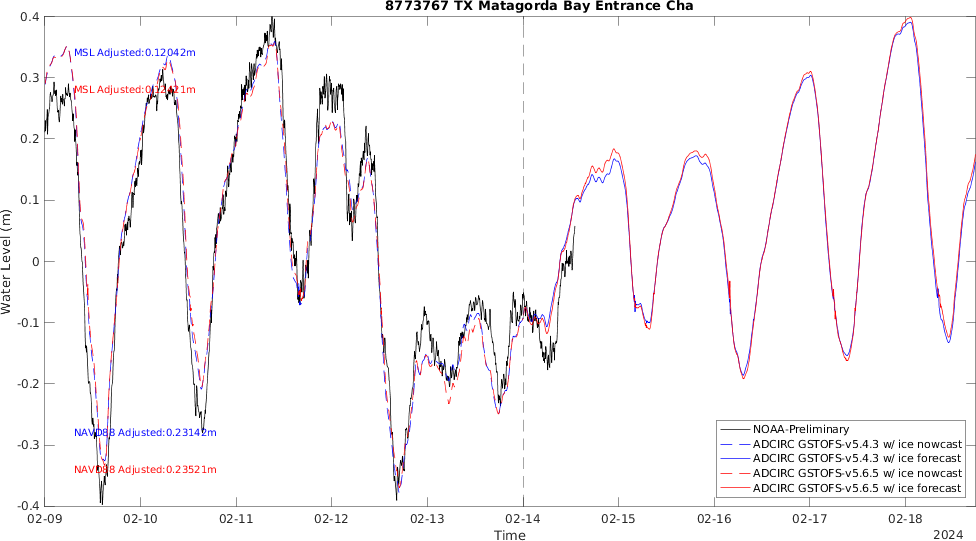 8773767 TX Matagorda Bay Entrance Cha
0.4
0.3
0.2
0.1
0
-0.1
-0.2
-0.3
-0.4
Water Level (m)
MSL Adjusted:0.12042m
MSL Adjusted:0.12421m
NAVD88 Adjusted:0.23142m
NAVD88 Adjusted:0.23521m
NOAA-Preliminary
ADCIRC GSTOFS-v5.4.3 w/ ice nowcast
ADCIRC GSTOFS-v5.4.3 w/ ice forecast
ADCIRC GSTOFS-v5.6.5 w/ ice nowcast
ADCIRC GSTOFS-v5.6.5 w/ ice forecast
02-09 02-10 02-11 02-12 02-13 02-14 02-15 02-16 02-17 02-18
Time
2024